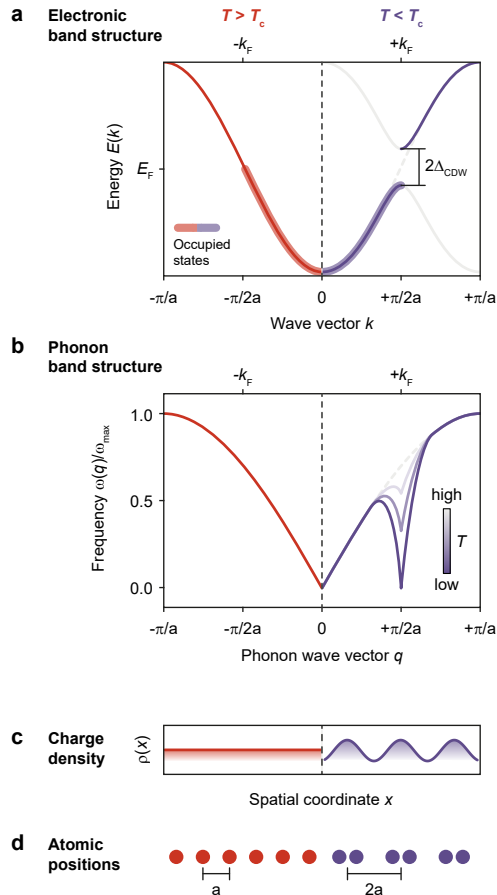 a Electronic band structure
T > Tc T < Tc
-kF +kF
Energy E(k)
EF
2ΔCDW
Occupied states
-π/a -π/2a 0 +π/2a +π/a
Wave vector k
b Phonon band structure
-kF +kF
Frequency ω(q)/ωmax
1.0
0.5
0.0
high
T
low
-π/a -π/2a 0 +π/2a +π/a
Phonon wave vector q
c Charge density
ρ(x)
Spatial coordinate x
d Atomic positions
a 2a